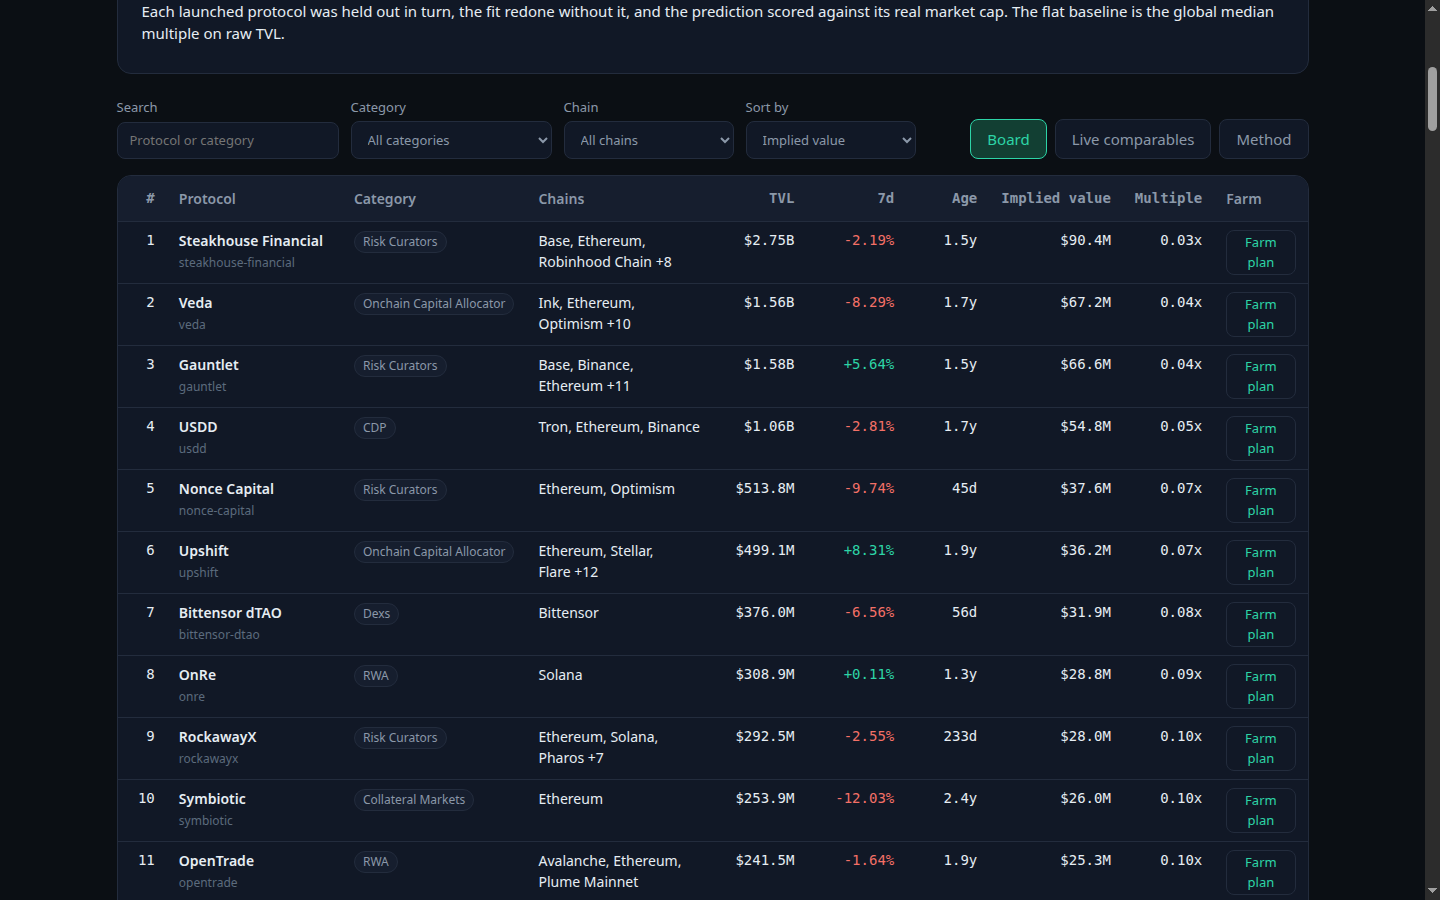 Each launched protocol was held out in turn, the fit redone without it, and the prediction scored against its real market cap. The flat baseline is the global median
multiple on raw TVL.
Search Category Chain Sort by
Protocol or category All categories All chains Implied value Board Live comparables Method
# Protocol Category Chains TVL 7d Age Implied value Multiple Farm
1 Steakhouse Financial Risk Curators Base, Ethereum, $2.75B -2.19% 1.5y $90.4M 0.03x Farm
steakhouse-financial Robinhood Chain +8 plan
2 Veda Onchain Capital Allocator Ink, Ethereum, $1.56B -8.29% 1.7y $67.2M 0.04x Farm
veda Optimism +10 plan
3 Gauntlet Risk Curators Base, Binance, $1.58B +5.64% 1.5y $66.6M 0.04x Farm
gauntlet Ethereum +11 plan
4 USDD CDP Tron, Ethereum, Binance $1.06B -2.81% 1.7y $54.8M 0.05x Farm
usdd plan
5 Nonce Capital Risk Curators Ethereum, Optimism $513.8M -9.74% 45d $37.6M 0.07x Farm
nonce-capital plan
6 Upshift Onchain Capital Allocator Ethereum, Stellar, $499.1M +8.31% 1.9y $36.2M 0.07x Farm
upshift Flare +12 plan
7 Bittensor dTAO Dexs Bittensor $376.0M -6.56% 56d $31.9M 0.08x Farm
bittensor-dtao plan
8 OnRe RWA Solana $308.9M +0.11% 1.3y $28.8M 0.09x Farm
onre plan
9 RockawayX Risk Curators Ethereum, Solana, $292.5M -2.55% 233d $28.0M 0.10x Farm
rockawayx Pharos +7 plan
10 Symbiotic Collateral Markets Ethereum $253.9M -12.03% 2.4y $26.0M 0.10x Farm
symbiotic plan
11 OpenTrade RWA Avalanche, Ethereum, $241.5M -1.64% 1.9y $25.3M 0.10x Farm
opentrade Plume Mainnet plan